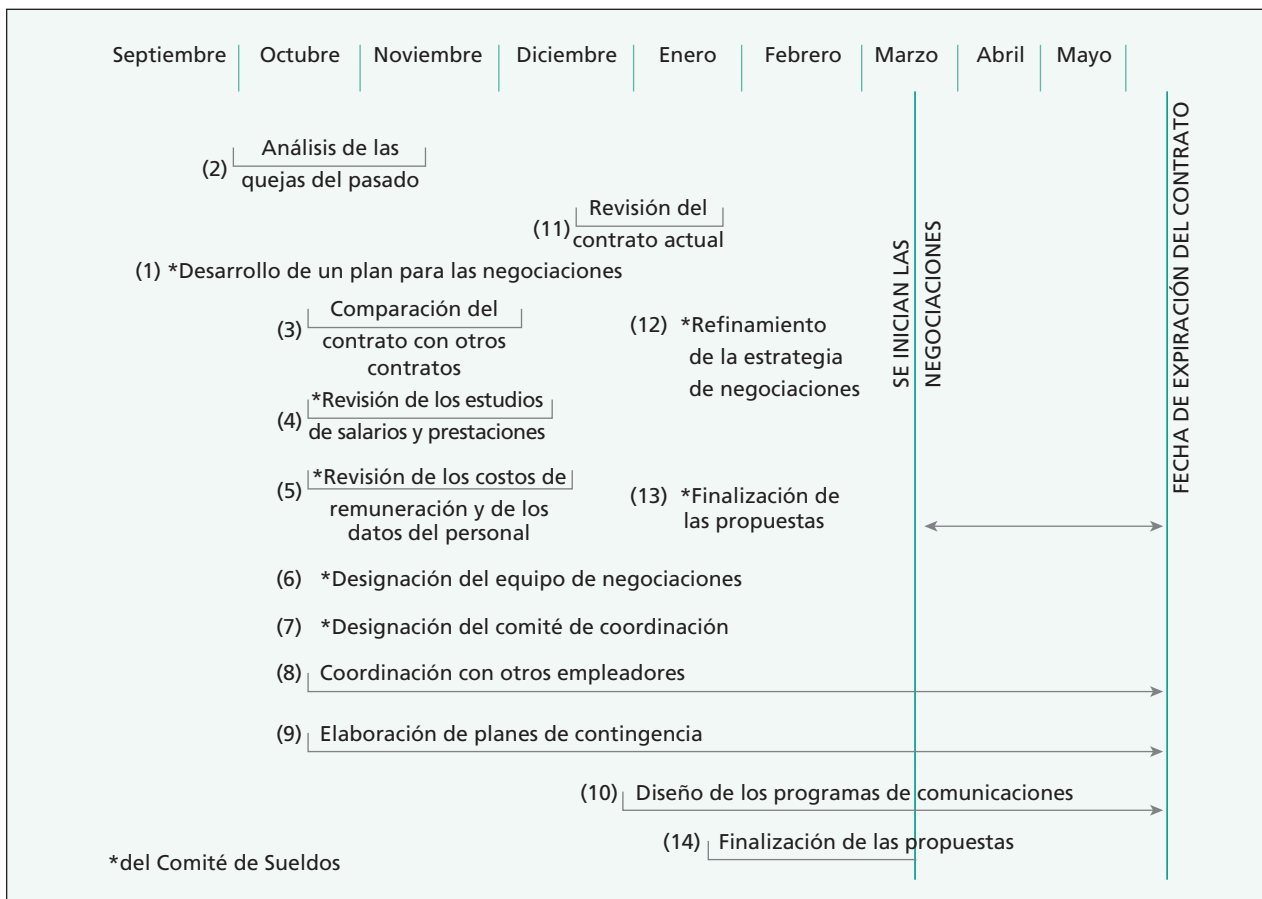 Septiembre Octubre Noviembre Diciembre Enero Febrero Marzo Abril Mayo
(2) Análisis de las
quejas del pasado
(11) Revisión del
contrato actual
(1) *Desarrollo de un plan para las negociaciones
(3) Comparación del
contrato con otros
contratos
(12) *Refinamiento
de la estrategia
de negociaciones
(4) *Revisión de los estudios
de salarios y prestaciones
(5) *Revisión de los costos de
remuneración y de los
datos del personal
(13) *Finalización de
las propuestas
(6) *Designación del equipo de negociaciones
(7) *Designación del comité de coordinación
(8) Coordinación con otros empleadores
(9) Elaboración de planes de contingencia
(10) Diseño de los programas de comunicaciones
(14) Finalización de las propuestas
*del Comité de Sueldos
SE INICIAN LAS
NEGOCIACIONES
FECHA DE EXPIRACIÓN DEL CONTRATO